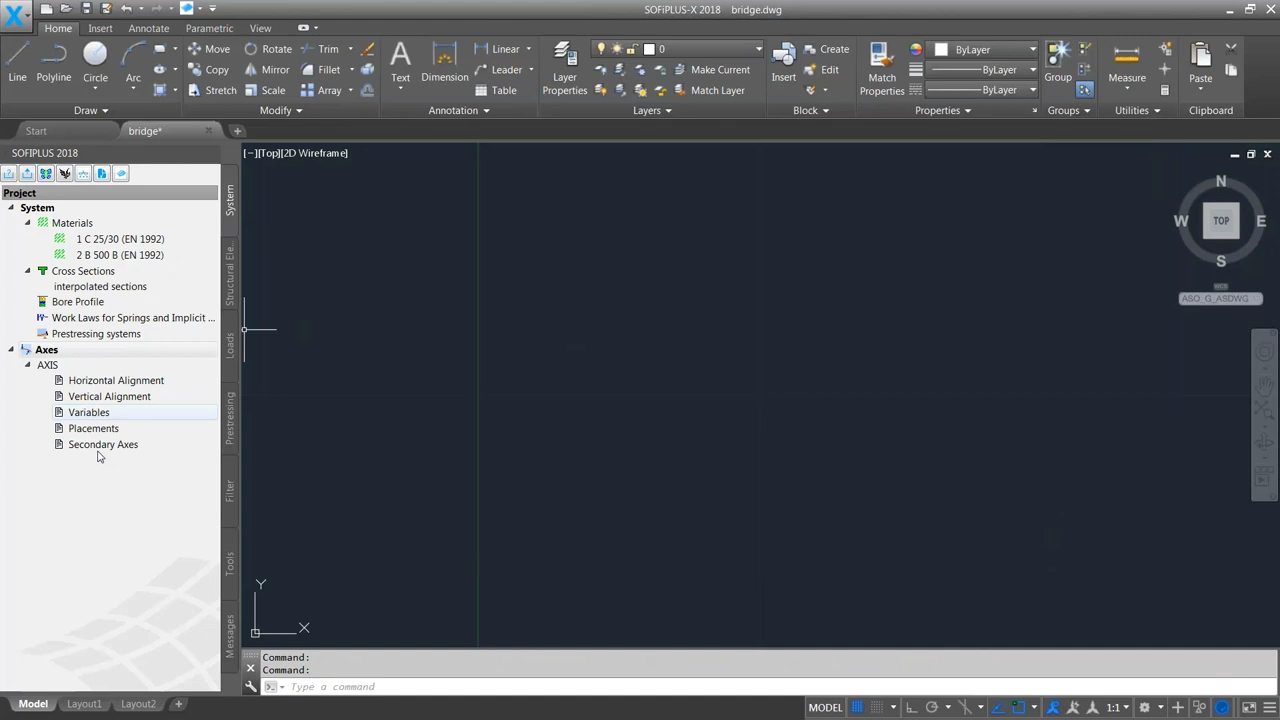 SOFiPLUS-X 2018 bridge.dwg
Home Insert Annotate Parametric View
Line Polyline Circle Arc Move Rotate Trim Text Dimension Linear Layer Properties 0 Insert Create Match Properties ByLayer Group Measure Paste
Copy Mirror Fillet Leader Make Current Edit ByLayer
Stretch Scale Array Table Match Layer ByLayer
Draw Modify Annotation Layers Block Properties Groups Utilities Clipboard
Start bridge*
SOFIPLUS 2018
[−][Top][2D Wireframe]
Project
System
Materials
1 C 25/30 (EN 1992)
2 B 500 B (EN 1992)
Cross Sections
interpolated sections
Bore Profile
Work Laws for Springs and Implicit ...
Prestressing systems
Axes
AXIS
Horizontal Alignment
Vertical Alignment
Variables
Placements
Secondary Axes
System
Structural Ele...
Loads
Prestressing
Filter
Tools
Messages
N
W TOP E
S
ASO_G_ASDWG
Y
X
Command:
Command:
Type a command
Model Layout1 Layout2 MODEL 1:1